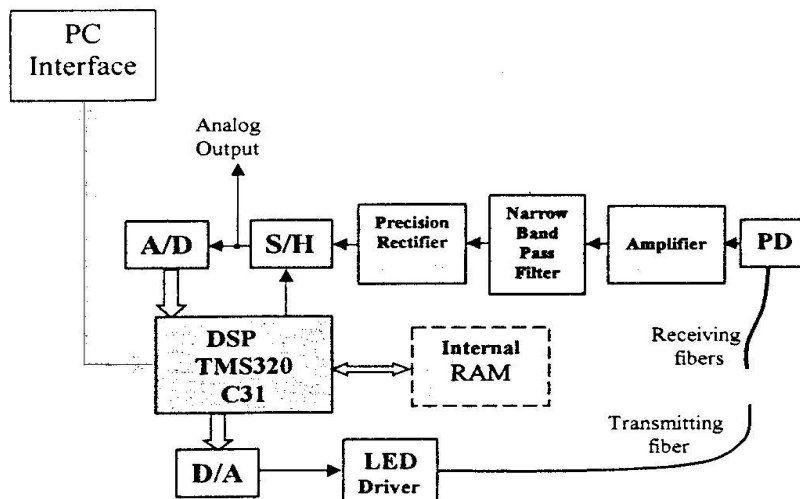 PC
Interface
Analog
Output
A/D
S/H
Precision
Rectifier
Narrow
Band
Pass
Filter
Amplifier
PD
Receiving
fibers
DSP
TMS320
C31
Internal
RAM
Transmitting
fiber
D/A
LED
Driver